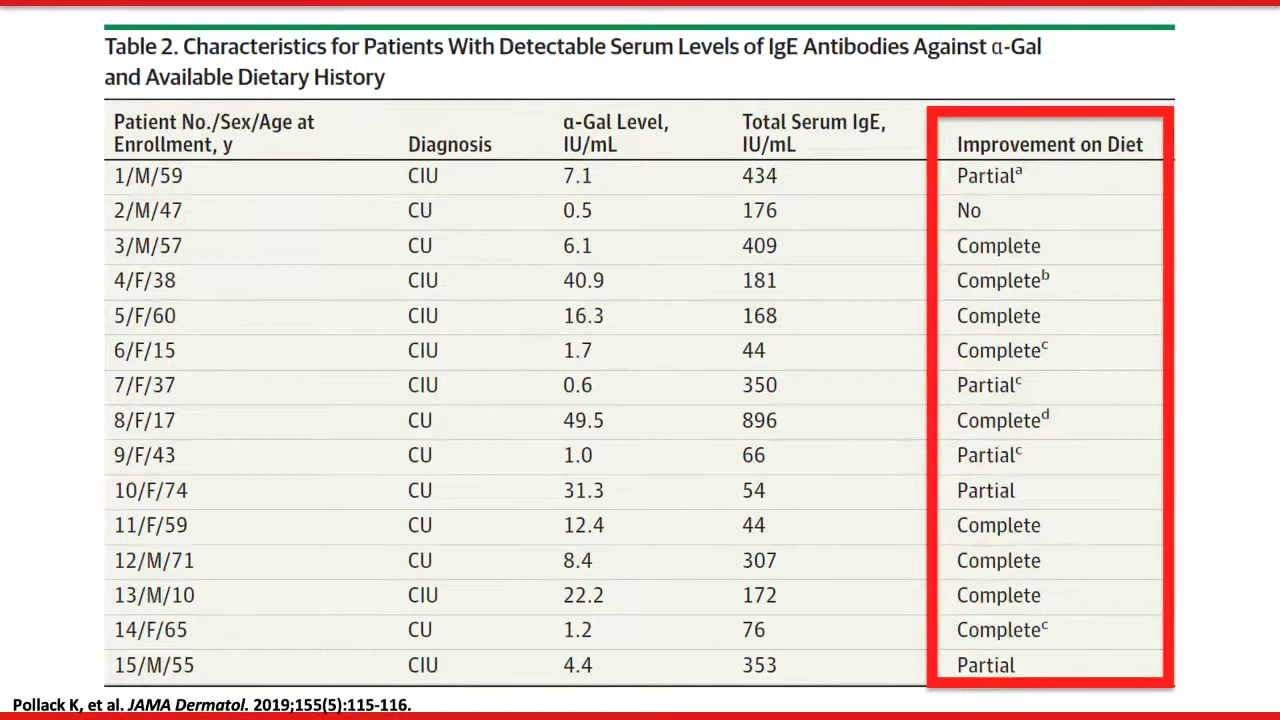 Table 2. Characteristics for Patients With Detectable Serum Levels of IgE Antibodies Against α-Gal
and Available Dietary History
Patient No./Sex/Age at Enrollment, y Diagnosis α-Gal Level, IU/mL Total Serum IgE, IU/mL Improvement on Diet
1/M/59 CIU 7.1 434 Partialᵃ
2/M/47 CU 0.5 176 No
3/M/57 CU 6.1 409 Complete
4/F/38 CIU 40.9 181 Completeᵇ
5/F/60 CIU 16.3 168 Complete
6/F/15 CIU 1.7 44 Completeᶜ
7/F/37 CIU 0.6 350 Partialᶜ
8/F/17 CU 49.5 896 Completeᵈ
9/F/43 CU 1.0 66 Partialᶜ
10/F/74 CU 31.3 54 Partial
11/F/59 CU 12.4 44 Complete
12/M/71 CU 8.4 307 Complete
13/M/10 CIU 22.2 172 Complete
14/F/65 CU 1.2 76 Completeᶜ
15/M/55 CIU 4.4 353 Partial
Pollack K, et al. JAMA Dermatol. 2019;155(5):115-116.